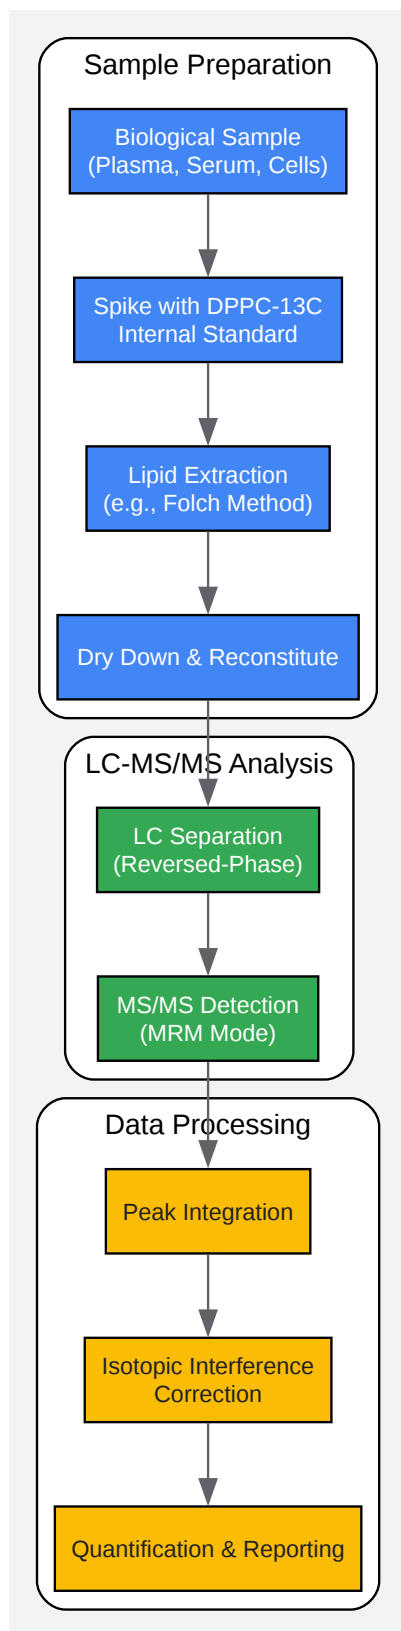 Sample Preparation
Biological Sample
(Plasma, Serum, Cells)
Spike with DPPC-13C
Internal Standard
Lipid Extraction
(e.g., Folch Method)
Dry Down & Reconstitute
LC-MS/MS Analysis
LC Separation
(Reversed-Phase)
MS/MS Detection
(MRM Mode)
Data Processing
Peak Integration
Isotopic Interference
Correction
Quantification & Reporting